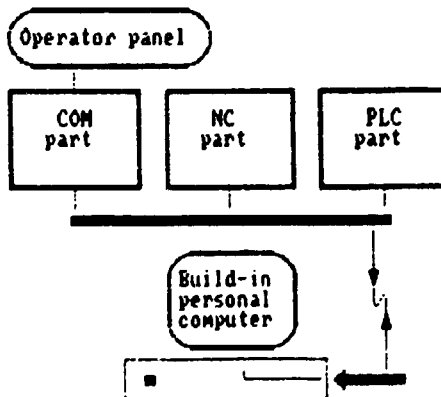 Operator panel
COM
part
NC
part
PLC
part
Build-in
personal
computer